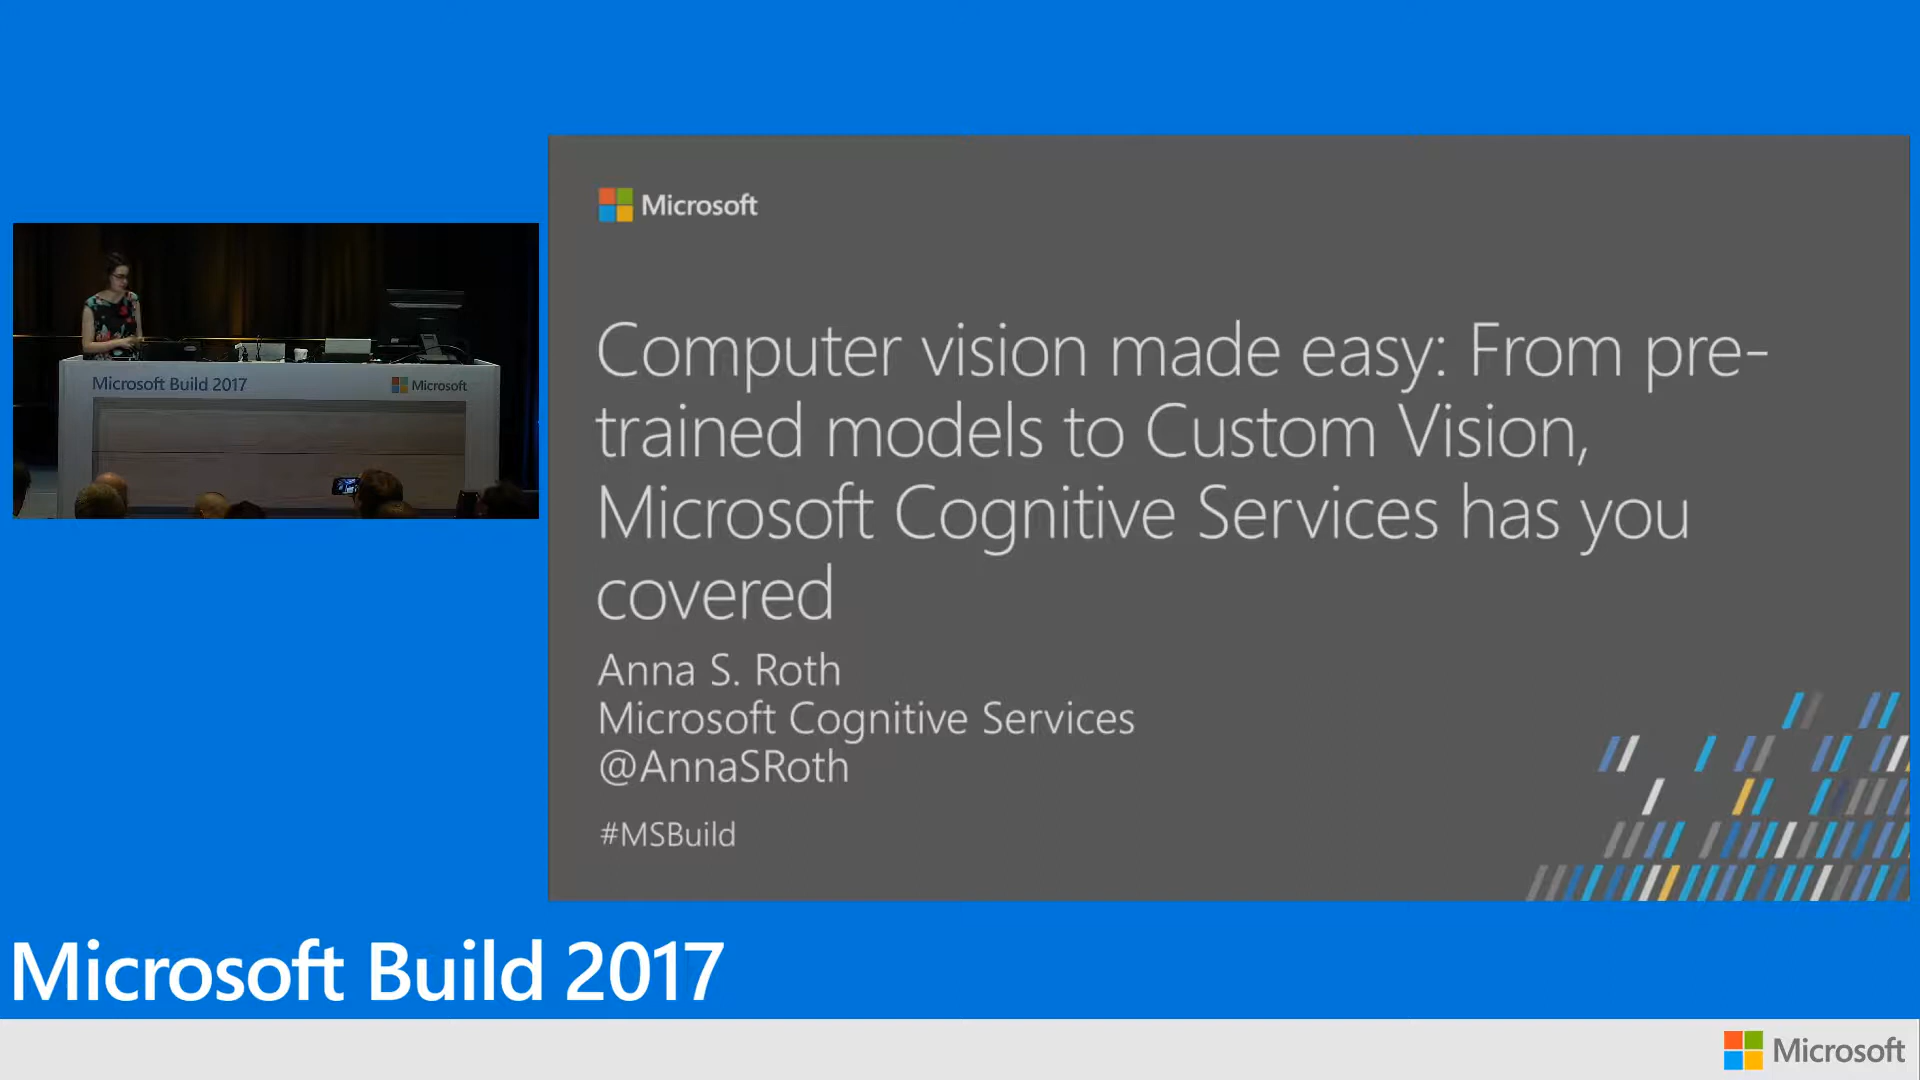 Microsoft
Computer vision made easy: From pre-
trained models to Custom Vision,
Microsoft Cognitive Services has you
covered
Anna S. Roth
Microsoft Cognitive Services
@AnnaSRoth
#MSBuild
Microsoft Build 2017
Microsoft
Microsoft Build 2017
Microsoft